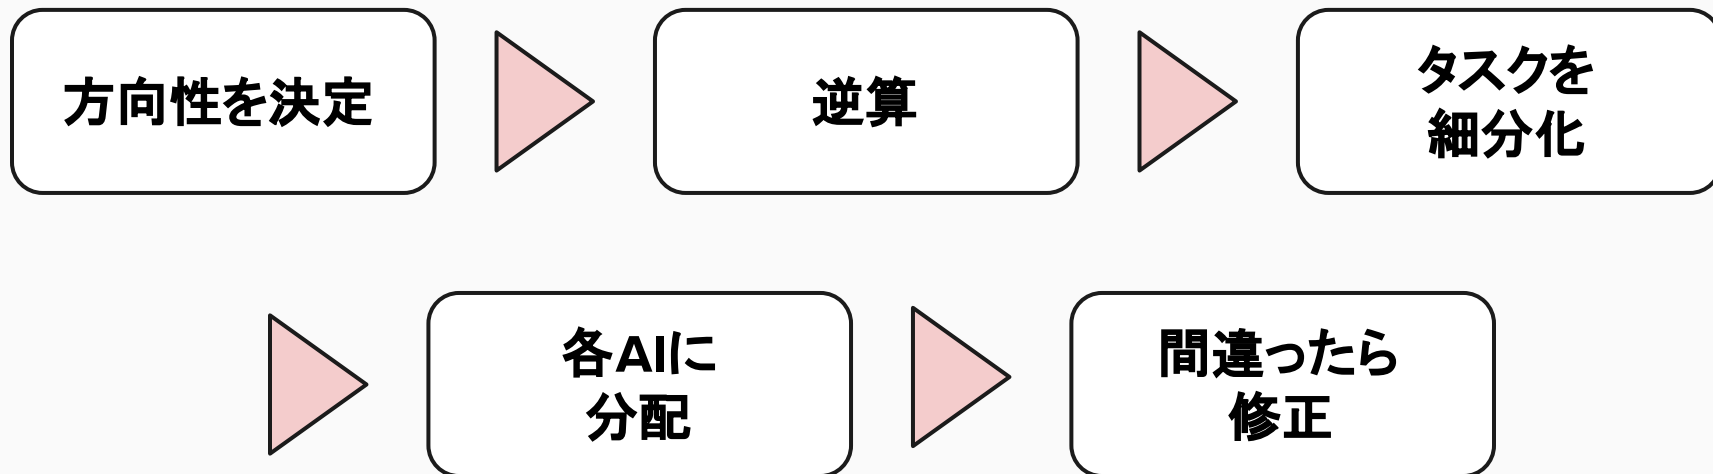 方向性を決定
逆算
タスクを
細分化
各AIに
分配
間違ったら
修正